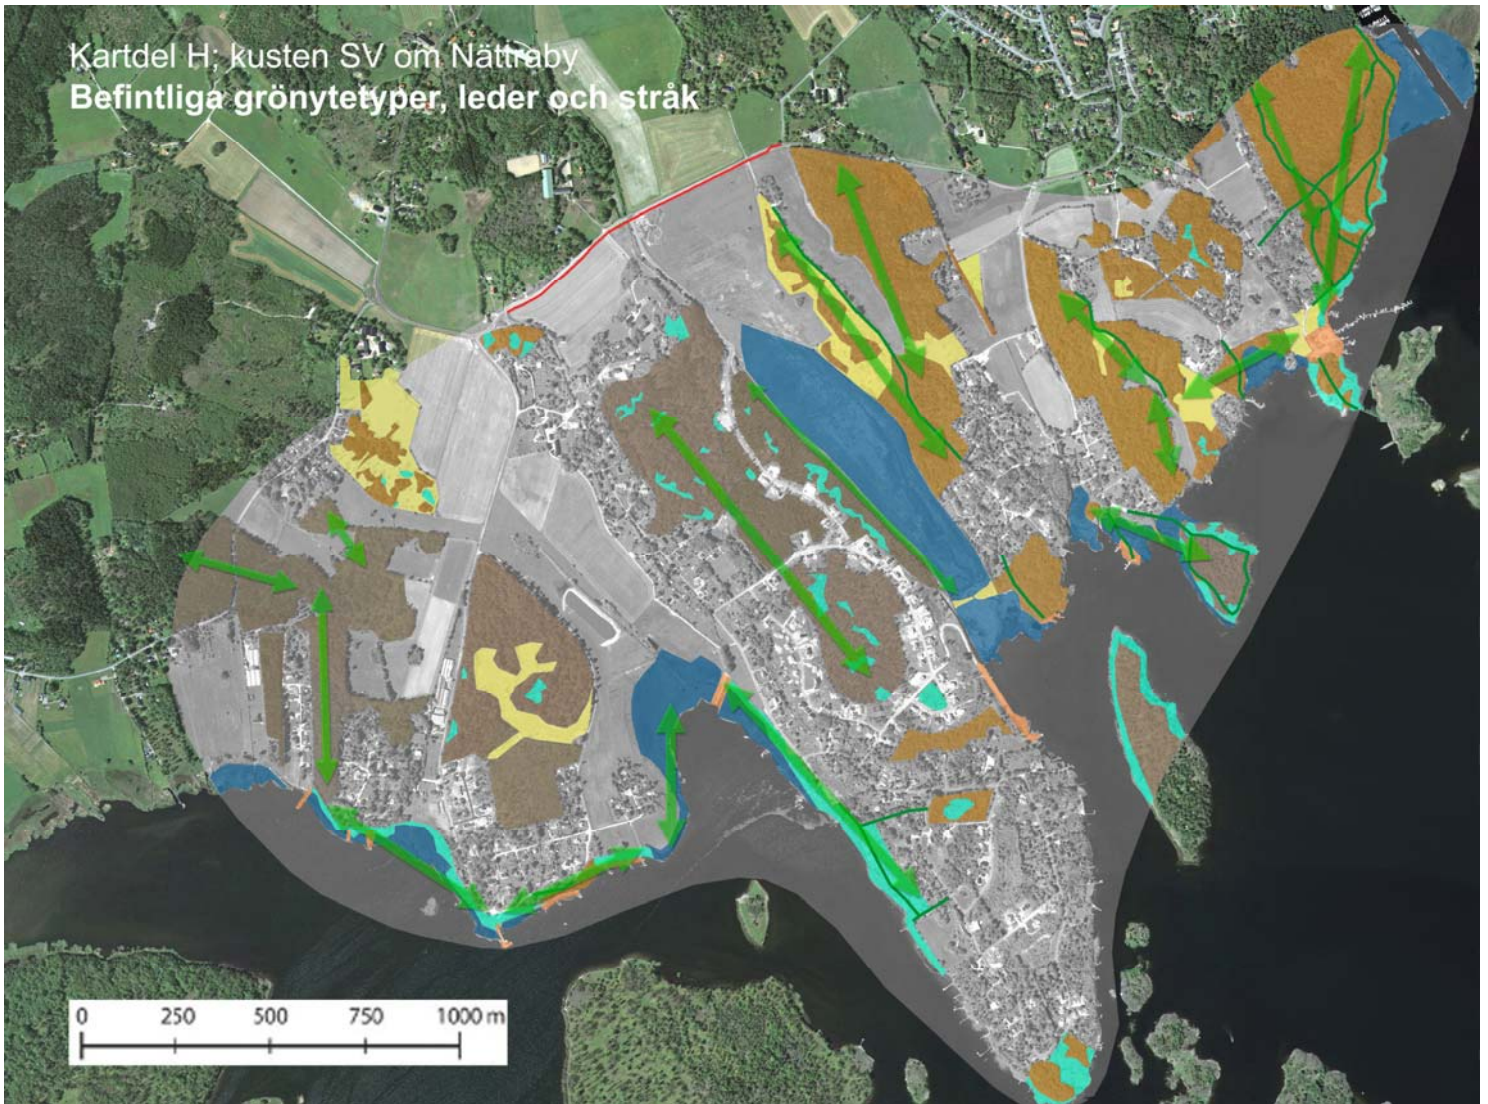 Kartdel H; kusten SV om Nättraby
Befintliga grönytetyper, leder och stråk
0 250 500 750 1000 m